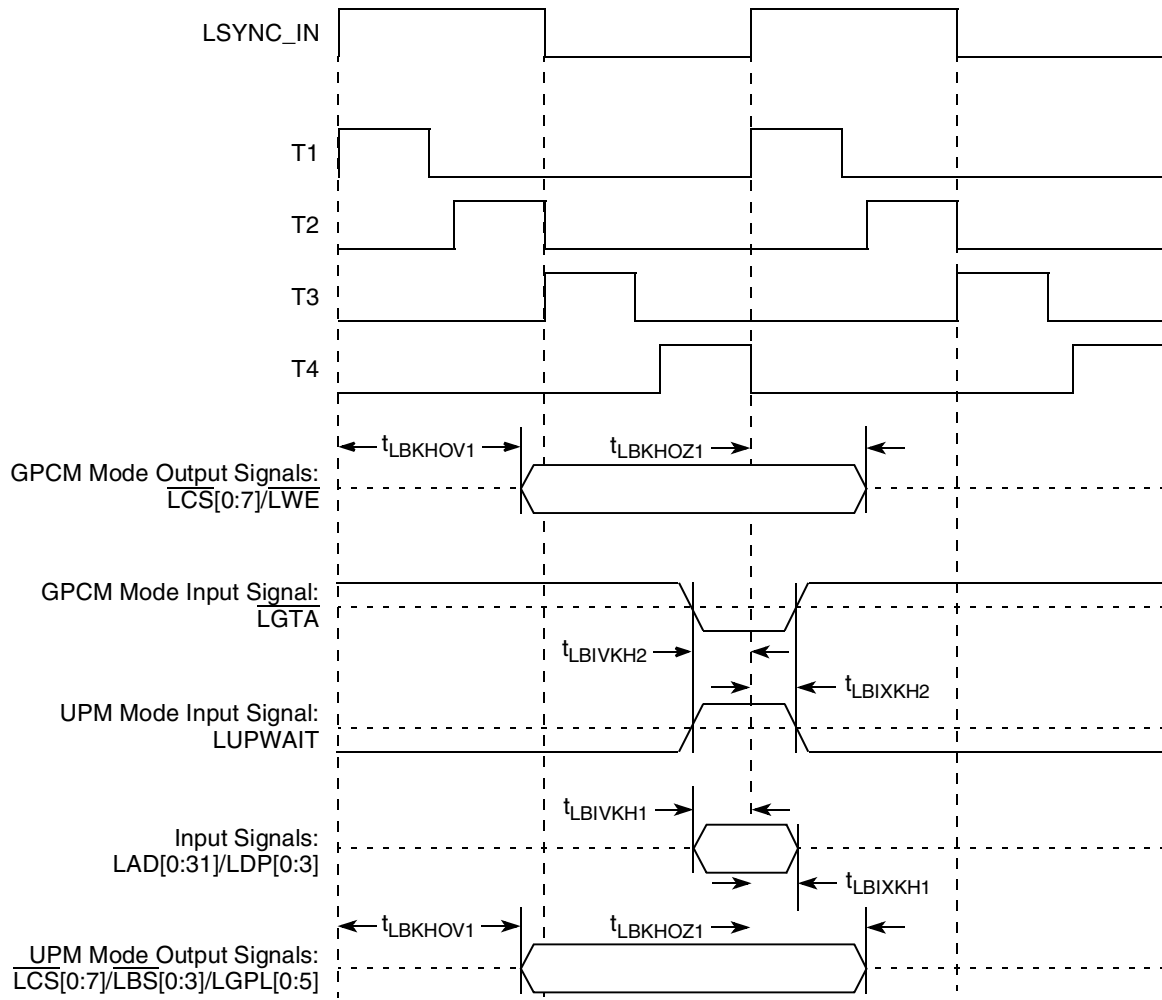 LSYNC_IN
T1
T2
T3
T4
tLBKHOV1
tLBKHOZ1
GPCM Mode Output Signals:
LCS[0:7]/LWE
GPCM Mode Input Signal:
LGTA
tLBIVKH2
tLBIXKH2
UPM Mode Input Signal:
LUPWAIT
tLBIVKH1
Input Signals:
LAD[0:31]/LDP[0:3]
tLBIXKH1
tLBKHOV1
tLBKHOZ1
UPM Mode Output Signals:
LCS[0:7]/LBS[0:3]/LGPL[0:5]